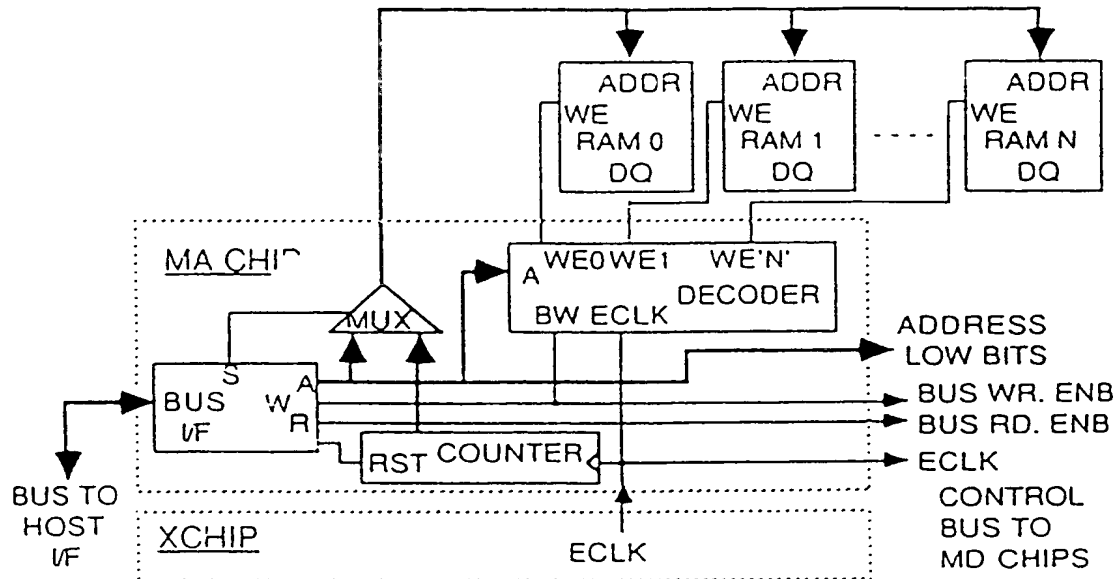 ADDR
WE
RAM 0
DQ
ADDR
WE
RAM 1
DQ
- - - -
ADDR
WE
RAM N
DQ
MA CHIP
MUX
A
WE0 WE1 WE'N'
DECODER
BW ECLK
S
BUS
I/F
A
W
R
RST COUNTER
ADDRESS
LOW BITS
BUS WR. ENB
BUS RD. ENB
ECLK
CONTROL
BUS TO
MD CHIPS
BUS TO
HOST
I/F
XCHIP
ECLK